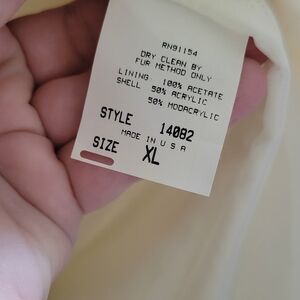 RN91154
DRY CLEAN BY
FUR METHOD ONLY
LINING 100% ACETATE
SHELL 50% ACRYLIC
50% MODACRYLIC
STYLE 14082
MADE IN U S A
SIZE XL